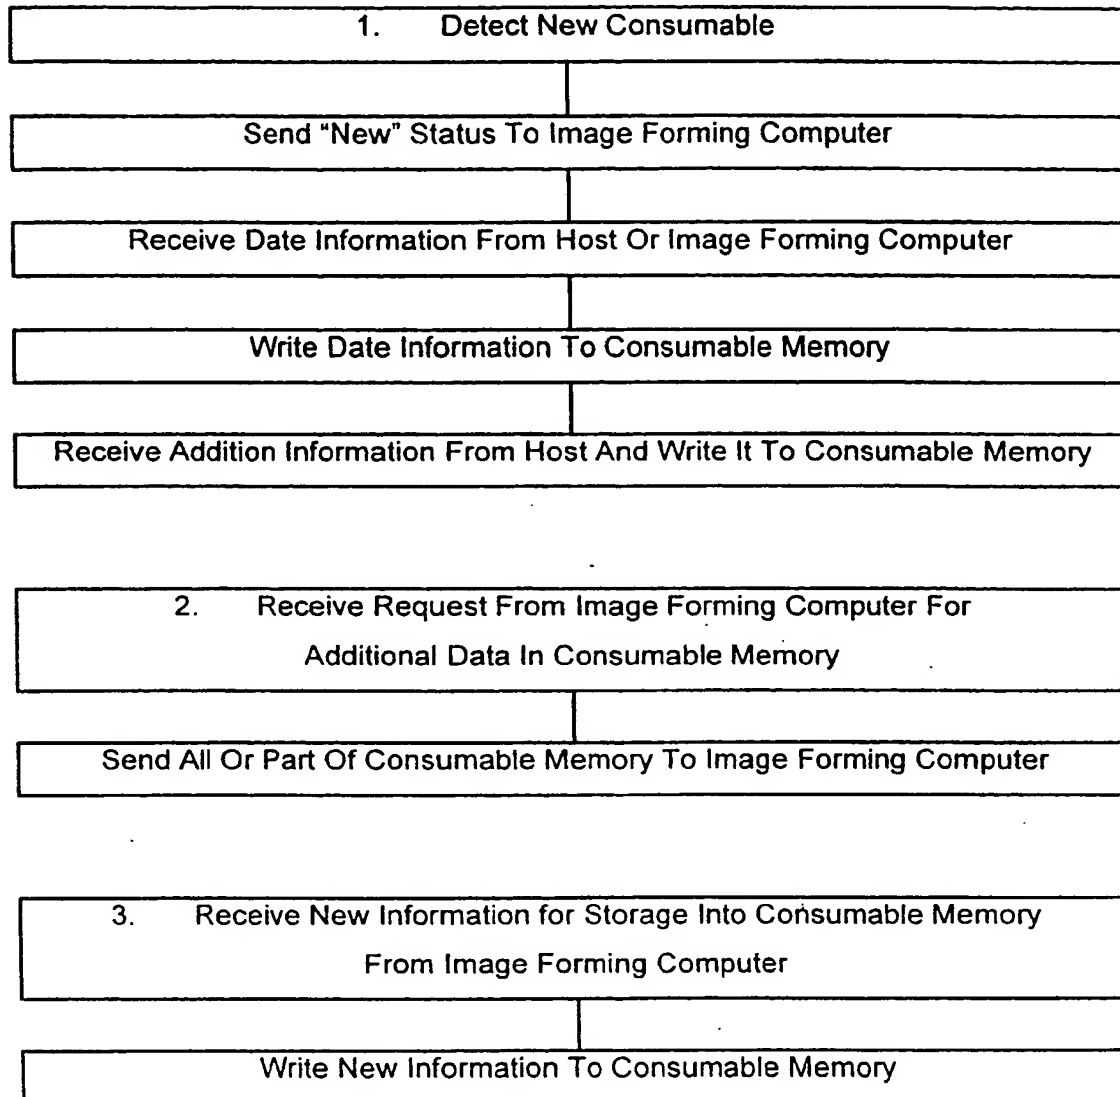 1. Detect New Consumable
Send "New" Status To Image Forming Computer
Receive Date Information From Host Or Image Forming Computer
Write Date Information To Consumable Memory
Receive Addition Information From Host And Write It To Consumable Memory
2. Receive Request From Image Forming Computer For
Additional Data In Consumable Memory
Send All Or Part Of Consumable Memory To Image Forming Computer
3. Receive New Information for Storage Into Consumable Memory
From Image Forming Computer
Write New Information To Consumable Memory